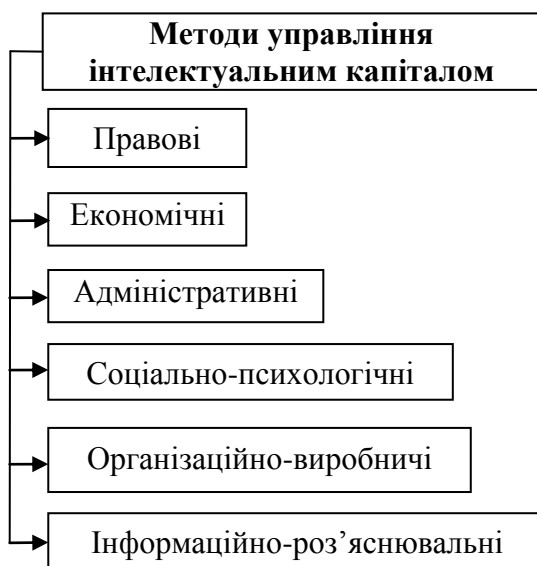 Методи управління
інтелектуальним капіталом
Правові
Економічні
Адміністративні
Соціально-психологічні
Організаційно-виробничі
Інформаційно-роз’яснювальні